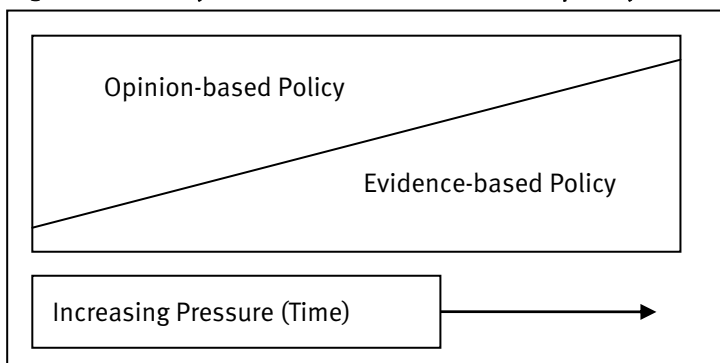 Opinion-based Policy
Evidence-based Policy
Increasing Pressure (Time)